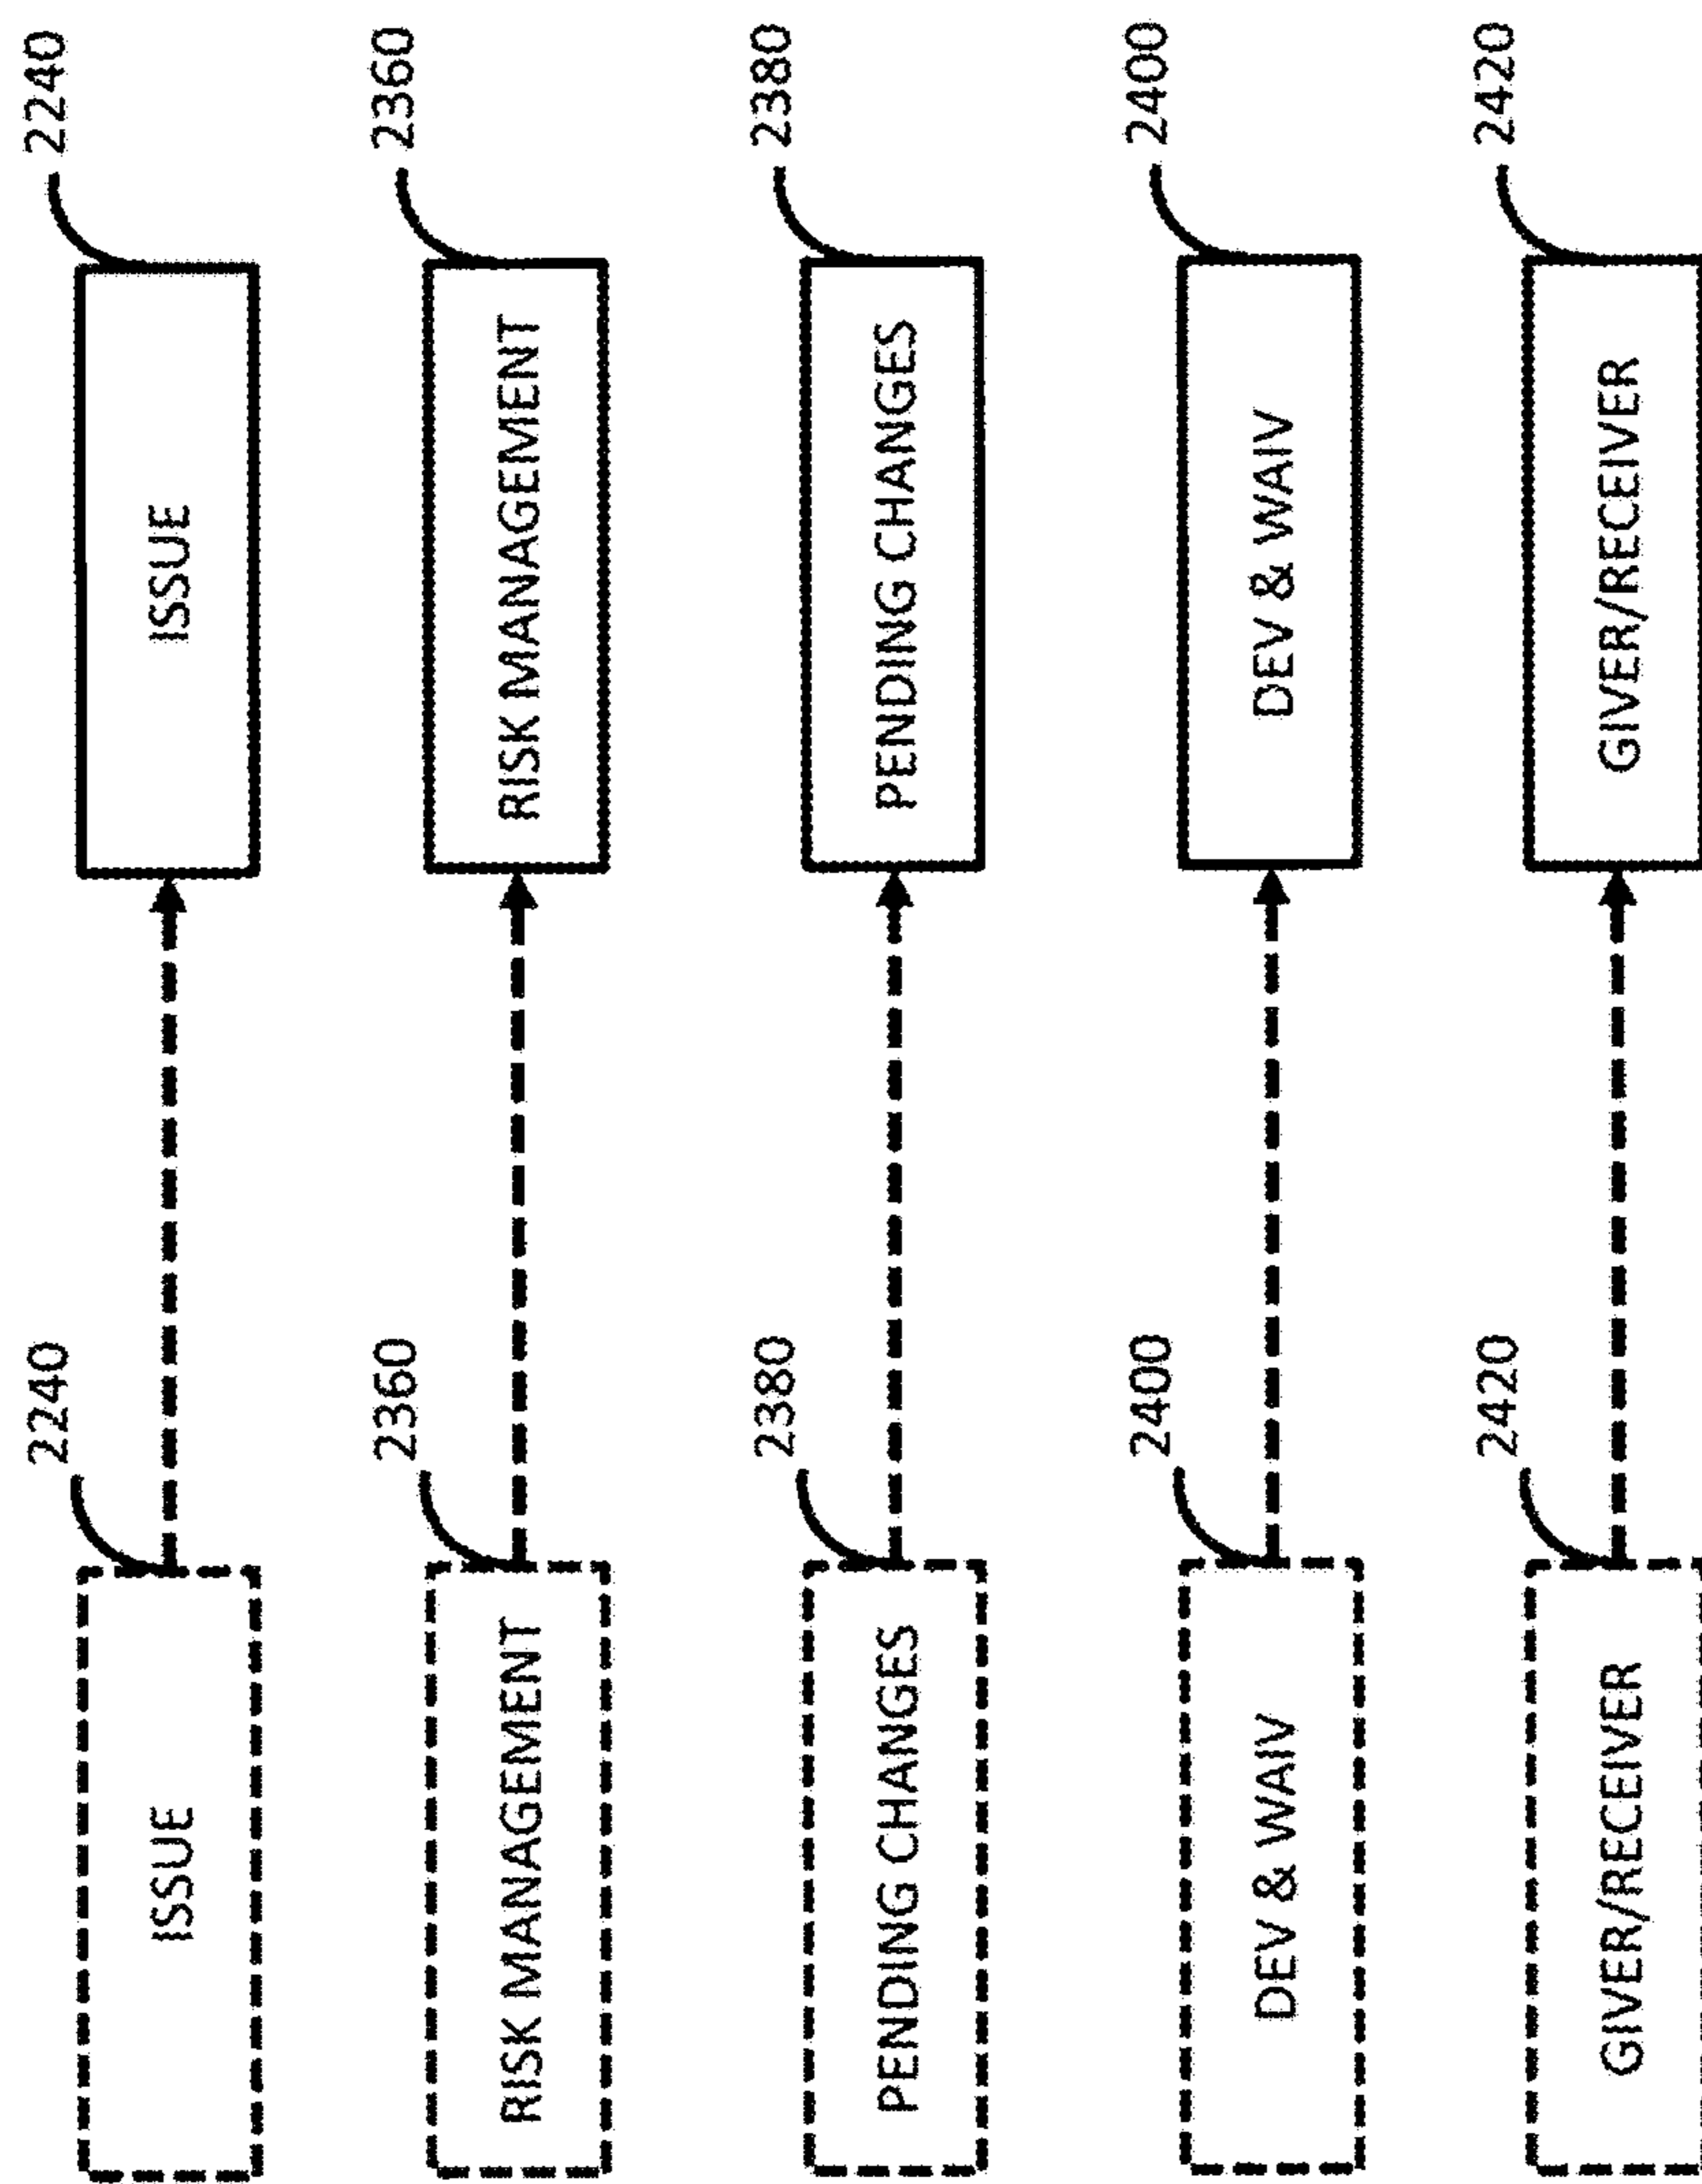 2240
2240
ISSUE
ISSUE
2360
2360
RISK MANAGEMENT
RISK MANAGEMENT
2380
2380
PENDING CHANGES
PENDING CHANGES
2400
2400
DEV & WAIV
DEV & WAIV
2420
2420
GIVER/RECEIVER
GIVER/RECEIVER